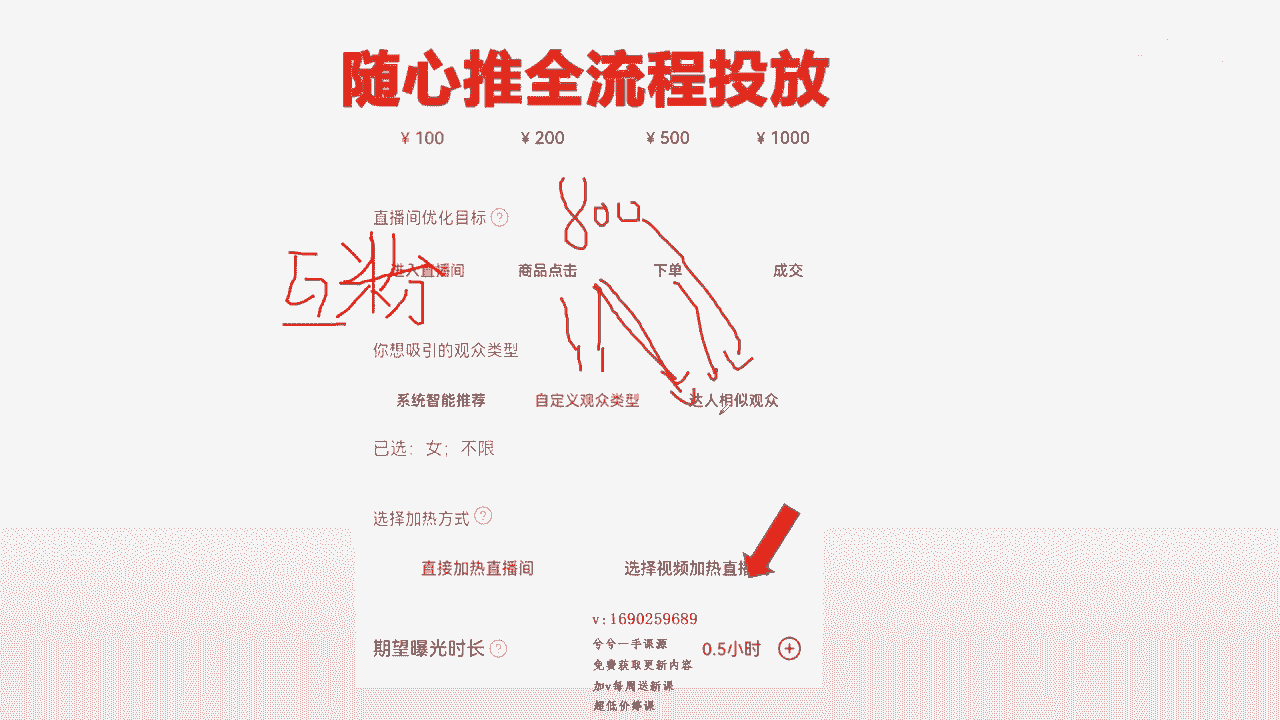 随心推全流程投放
¥ 100 ¥ 200 ¥ 500 ¥ 1000
800
直播间优化目标 ?
进入直播间 商品点击 下单 成交
互粉
你想吸引的观众类型
系统智能推荐 自定义观众类型 达人相似观众
已选：女；不限
选择加热方式 ?
直接加热直播间 选择视频加热直播
v:1690259689
兮兮一手课源
期望曝光时长 ? 0.5小时 +
免费获取更新内容
加v每周送新课
超低价爆课